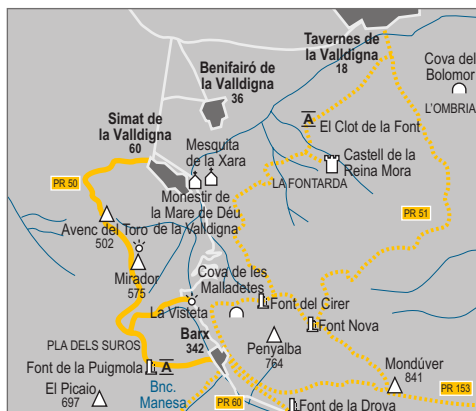 Tavernes de
la Valldigna
18
Cova del
Bolomor
Benifairó de
la Valldigna
36
L'OMBRIA
A
El Clot de la Font
Simat de
la Valldigna
60
Mesquita
de la Xara
Castell de la
Reina Mora
LA FONTARDA
PR 50
Monestir de
la Mare de Déu
de la Valldigna
PR 51
Avenc del Toro
502
Mirador
575
Cova de les
Malladetes
La Visteta
Font del Cirer
Font Nova
Barx
342
PLA DELS SUROS
Penyalba
764
Font de la Puigmola
A
Mondúver
841
El Picaio
697
Bnc.
Manesa
PR 60
PR 153
Font de la Drova